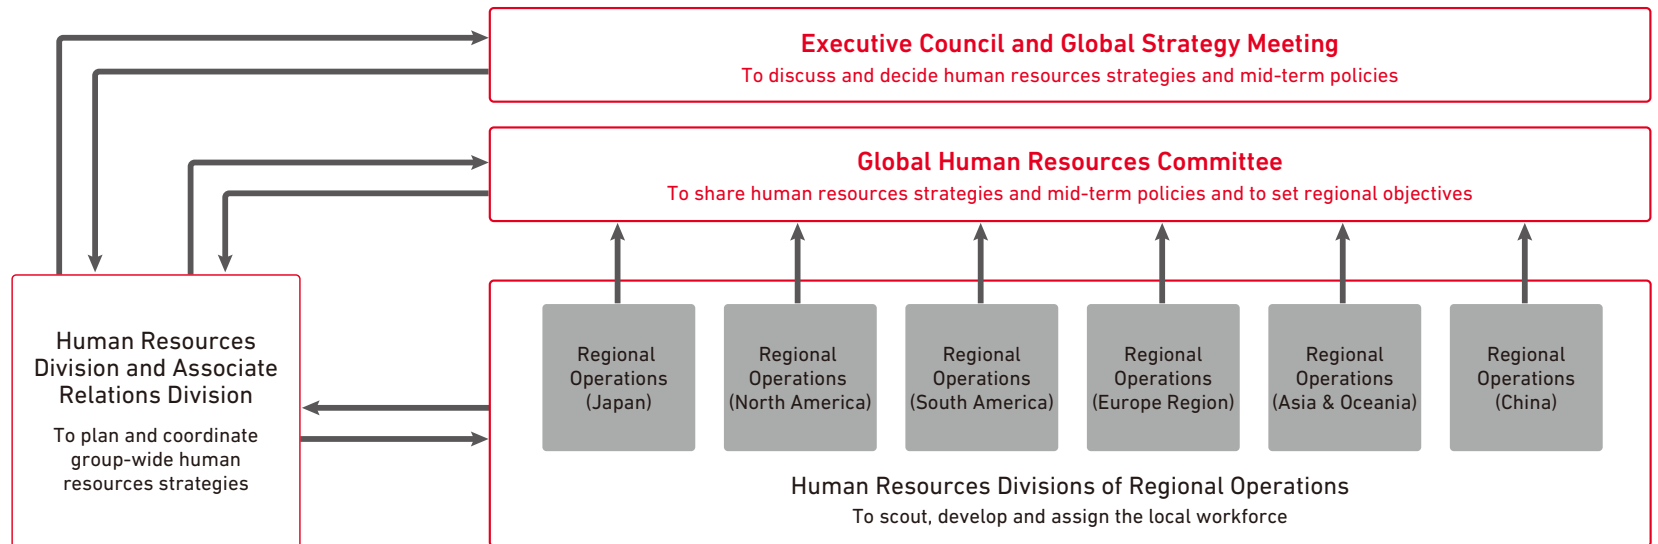 Executive Council and Global Strategy Meeting
To discuss and decide human resources strategies and mid-term policies
Global Human Resources Committee
To share human resources strategies and mid-term policies and to set regional objectives
Human Resources
Division and Associate
Relations Division
To plan and coordinate
group-wide human
resources strategies
Regional
Operations
(Japan)
Regional
Operations
(North America)
Regional
Operations
(South America)
Regional
Operations
(Europe Region)
Regional
Operations
(Asia & Oceania)
Regional
Operations
(China)
Human Resources Divisions of Regional Operations
To scout, develop and assign the local workforce